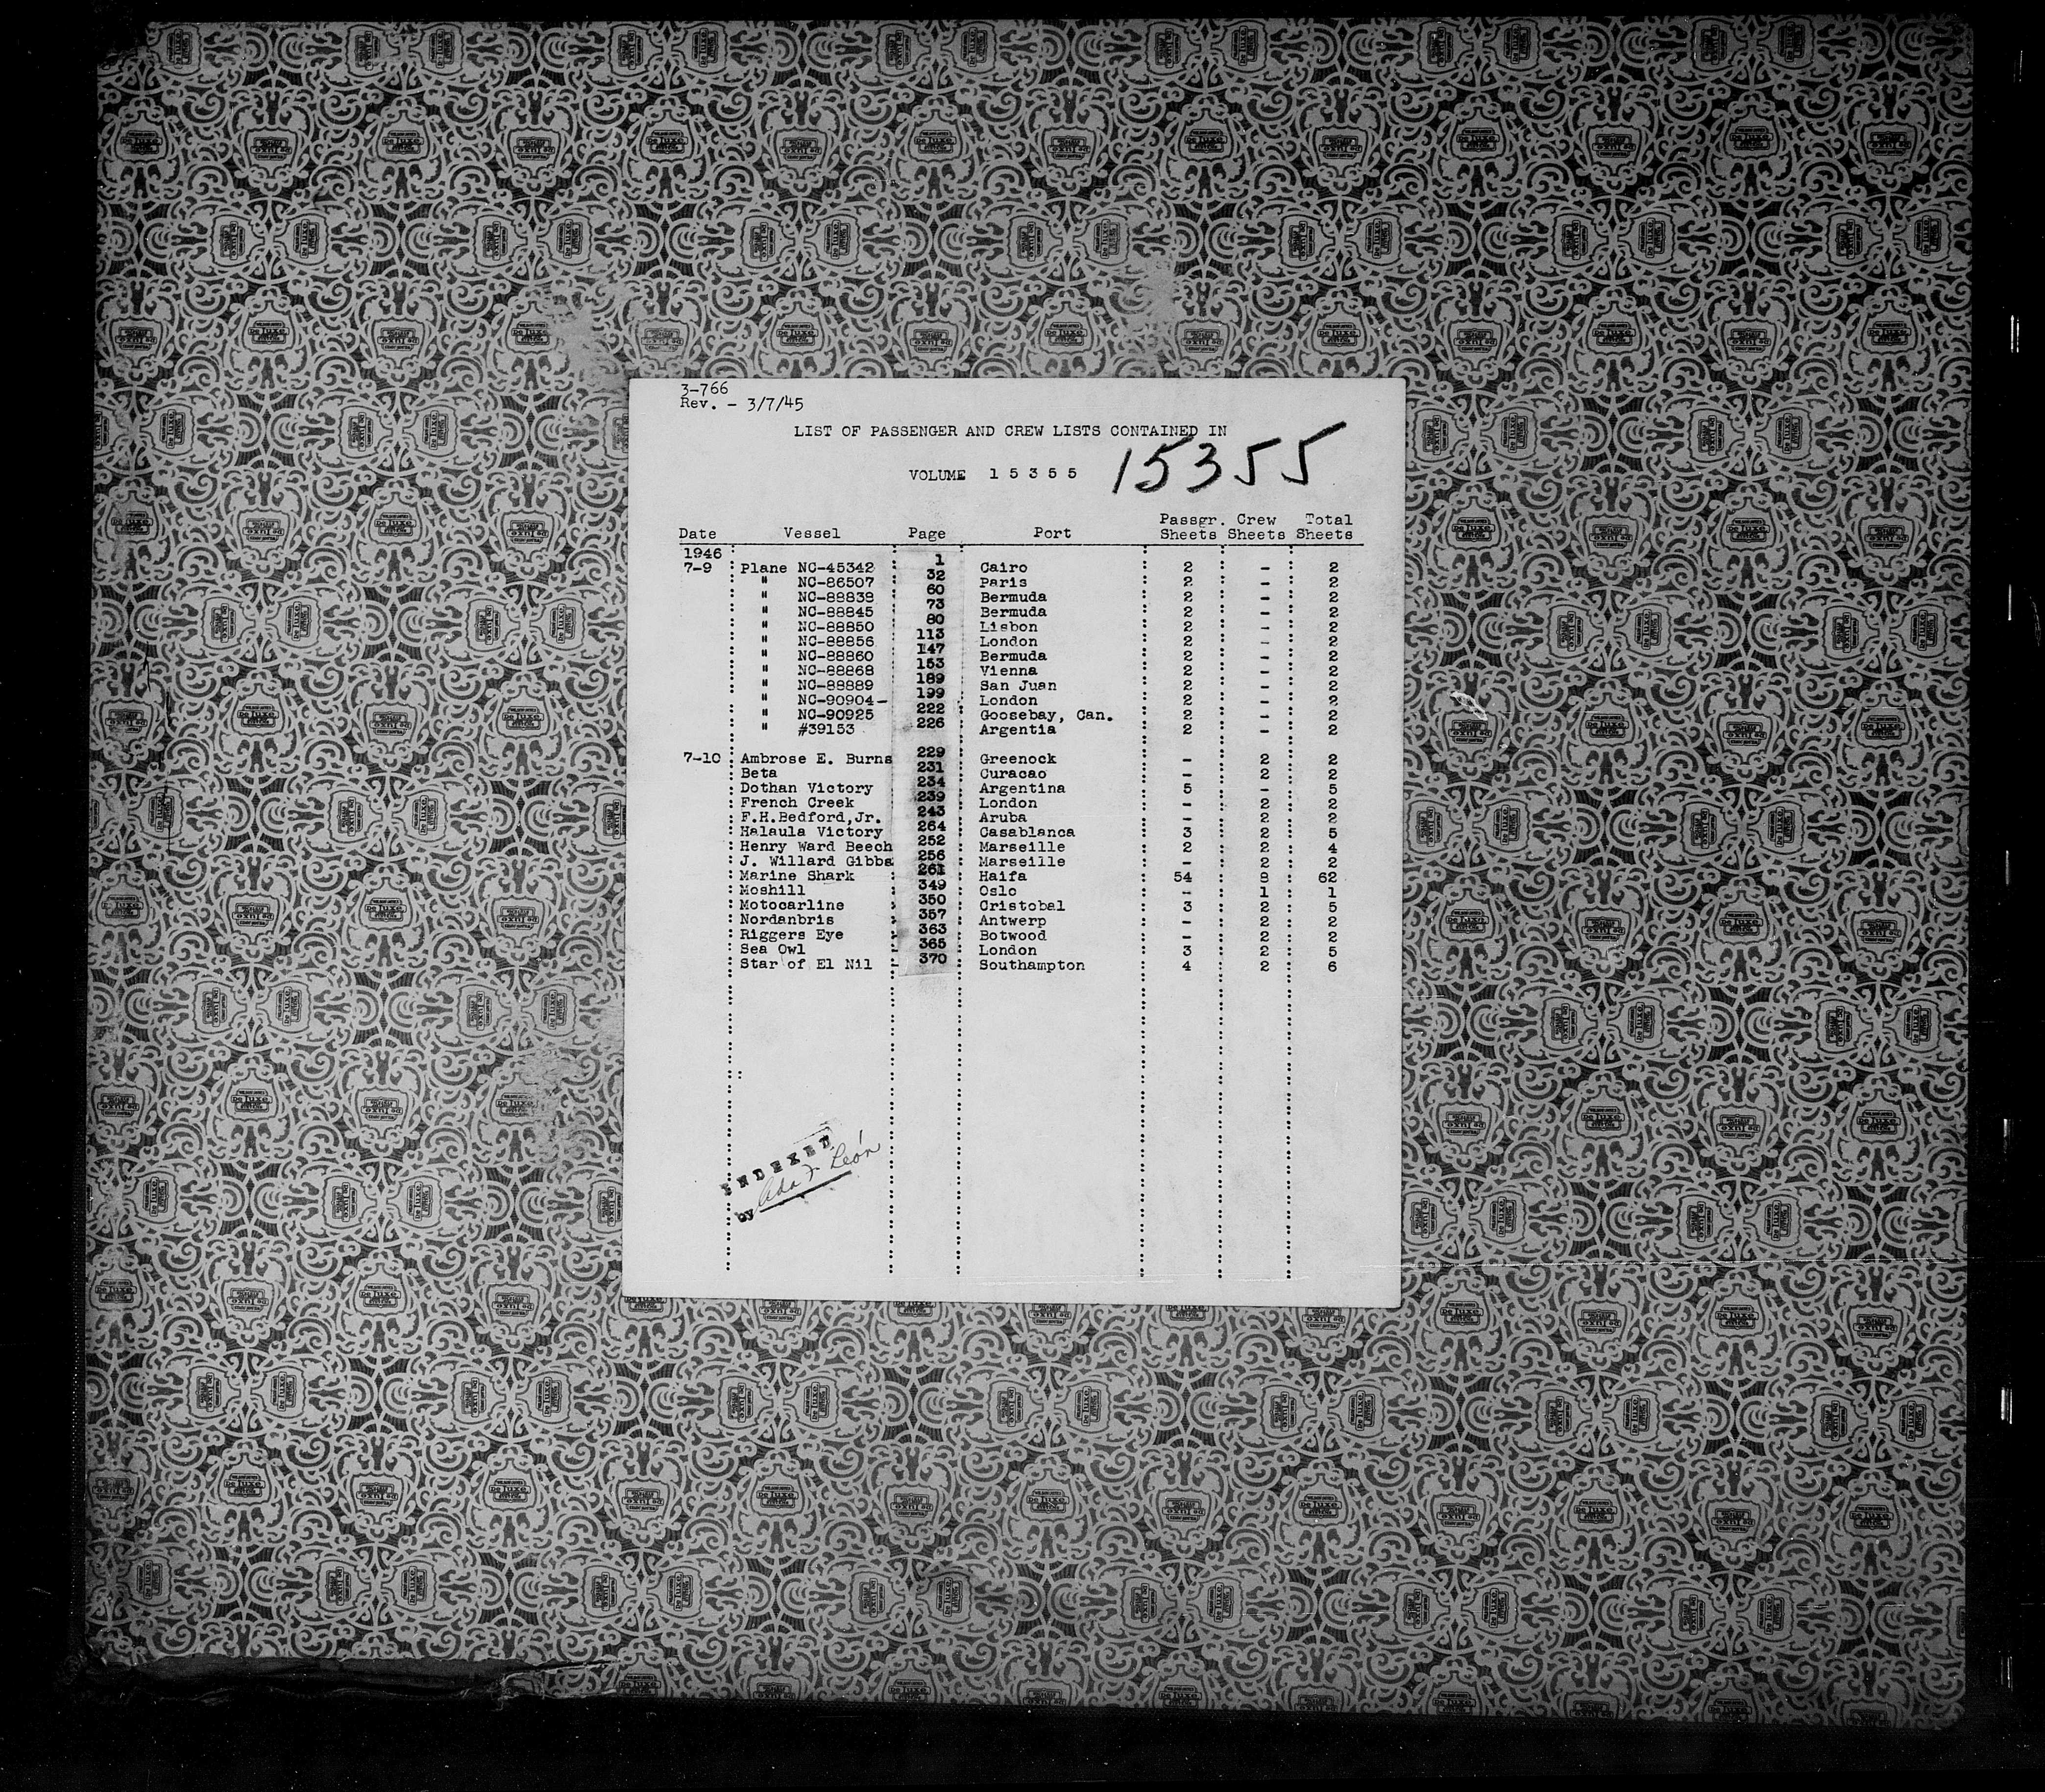 3-766
Rev. - 3/7/45
LIST OF PASSENGER AND CREW LISTS CONTAINED IN
VOLUME 1 5 3 5 5 15355
Passgr. Crew Total
Date Vessel Page Port Sheets Sheets Sheets
1946
7-9 Plane NC-45342 1 Cairo 2 - 2
" NC-86507 32 Paris 2 - 2
" NC-88838 60 Bermuda 2 - 2
" NC-88845 73 Bermuda 2 - 2
" NC-88850 80 Lisbon 2 - 2
" NC-88856 113 London 2 - 2
" NC-88860 147 Bermuda 2 - 2
" NC-88868 153 Vienna 2 - 2
" NC-88889 189 San Juan 2 - 2
" NC-90904- 199 London 2 - 2
" NC-90925 222 Goosebay, Can. 2 - 2
" #39153 226 Argentia 2 - 2
7-10 Ambrose E. Burns 229 Greenock - 2 2
Beta 231 Curacao - 2 2
Dothan Victory 234 Argentina 5 - 5
French Creek 239 London - 2 2
F.H.Bedford,Jr. 243 Aruba - 2 2
Halaula Victory 264 Casablanca 3 2 5
Henry Ward Beech 252 Marseille 2 2 4
J. Willard Gibbs 256 Marseille - 2 2
Marine Shark 261 Haifa 54 8 62
Moshill 349 Oslo - 1 1
Motocarline 350 Cristobal 3 2 5
Nordanbris 357 Antwerp - 2 2
Riggers Eye 363 Botwood - 2 2
Sea Owl 365 London 3 2 5
Star of El Nil 370 Southampton 4 2 6
INDEXED
by Ada F. León